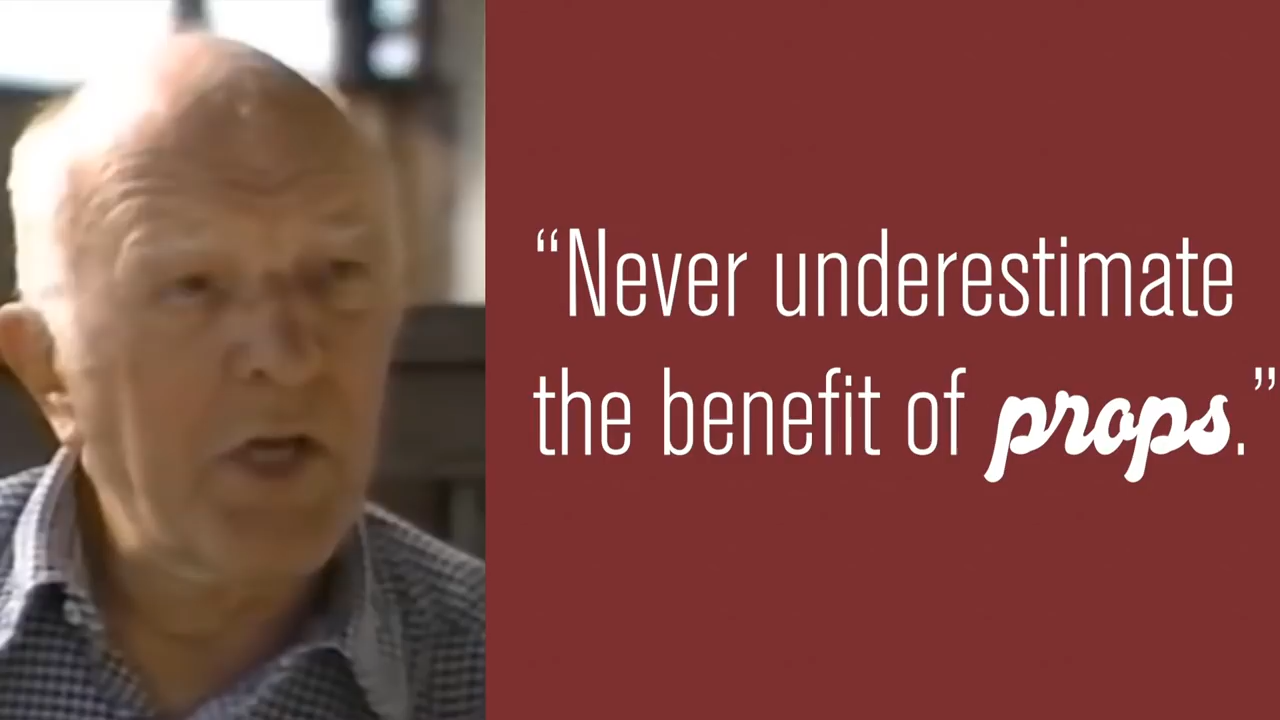 “Never underestimate
the benefit of props.”